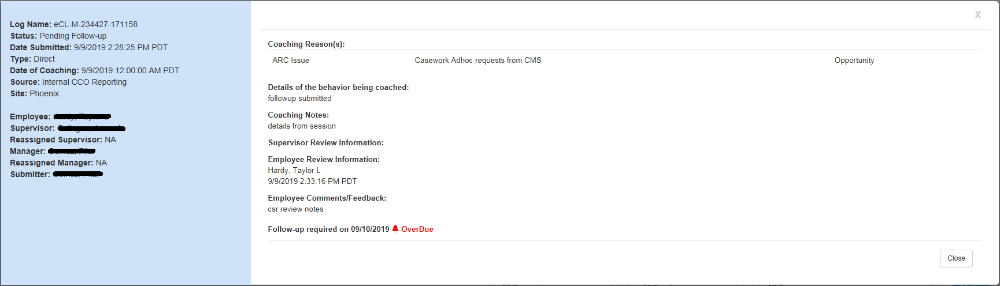 X
Log Name: eCL-M-234427-171158
Status: Pending Follow-up
Date Submitted: 9/9/2019 2:28:25 PM PDT
Type: Direct
Date of Coaching: 9/9/2019 12:00:00 AM PDT
Source: Internal CCO Reporting
Site: Phoenix
Employee:
Supervisor:
Reassigned Supervisor: NA
Manager:
Reassigned Manager: NA
Submitter:
Coaching Reason(s):
ARC Issue Casework Adhoc requests from CMS Opportunity
Details of the behavior being coached:
followup submitted
Coaching Notes:
details from session
Supervisor Review Information:
Employee Review Information:
Hardy, Taylor L
9/9/2019 2:33:16 PM PDT
Employee Comments/Feedback:
csr review notes
Follow-up required on 09/10/2019 OverDue
Close